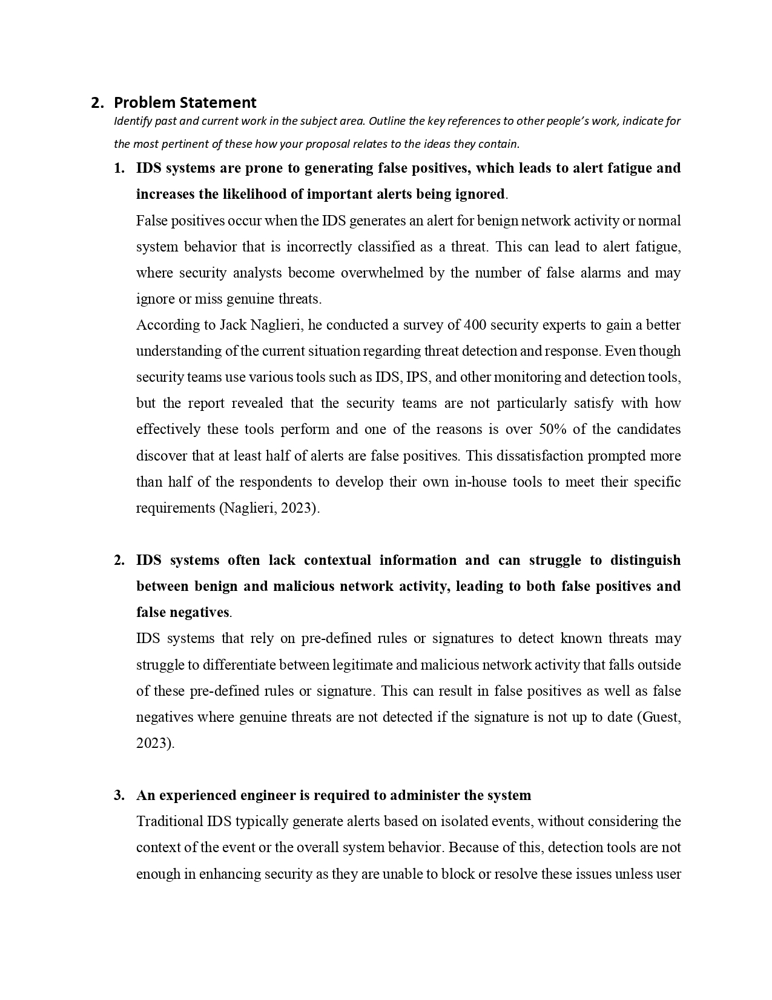 2. Problem Statement
Identify past and current work in the subject area. Outline the key references to other people’s work, indicate for
the most pertinent of these how your proposal relates to the ideas they contain.
1. IDS systems are prone to generating false positives, which leads to alert fatigue and
increases the likelihood of important alerts being ignored.
False positives occur when the IDS generates an alert for benign network activity or normal
system behavior that is incorrectly classified as a threat. This can lead to alert fatigue,
where security analysts become overwhelmed by the number of false alarms and may
ignore or miss genuine threats.
According to Jack Naglieri, he conducted a survey of 400 security experts to gain a better
understanding of the current situation regarding threat detection and response. Even though
security teams use various tools such as IDS, IPS, and other monitoring and detection tools,
but the report revealed that the security teams are not particularly satisfy with how
effectively these tools perform and one of the reasons is over 50% of the candidates
discover that at least half of alerts are false positives. This dissatisfaction prompted more
than half of the respondents to develop their own in-house tools to meet their specific
requirements (Naglieri, 2023).
2. IDS systems often lack contextual information and can struggle to distinguish
between benign and malicious network activity, leading to both false positives and
false negatives.
IDS systems that rely on pre-defined rules or signatures to detect known threats may
struggle to differentiate between legitimate and malicious network activity that falls outside
of these pre-defined rules or signature. This can result in false positives as well as false
negatives where genuine threats are not detected if the signature is not up to date (Guest,
2023).
3. An experienced engineer is required to administer the system
Traditional IDS typically generate alerts based on isolated events, without considering the
context of the event or the overall system behavior. Because of this, detection tools are not
enough in enhancing security as they are unable to block or resolve these issues unless user